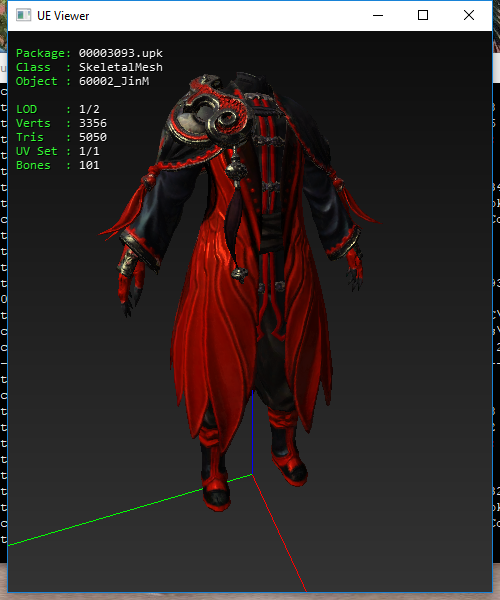 UE Viewer
Package: 00003093.upk
Class  : SkeletalMesh
Object : 60002_JinM
LOD    : 1/2
Verts  : 3356
Tris   : 5050
UV Set : 1/1
Bones  : 101